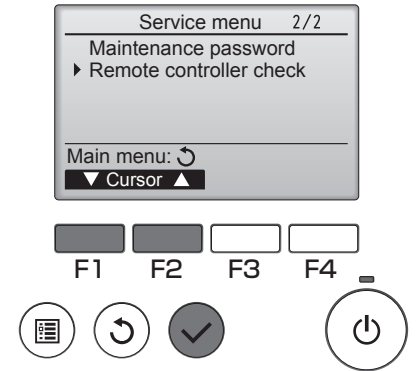 Service menu 2/2
Maintenance password
Remote controller check
Main menu:
Cursor
F1 F2 F3 F4